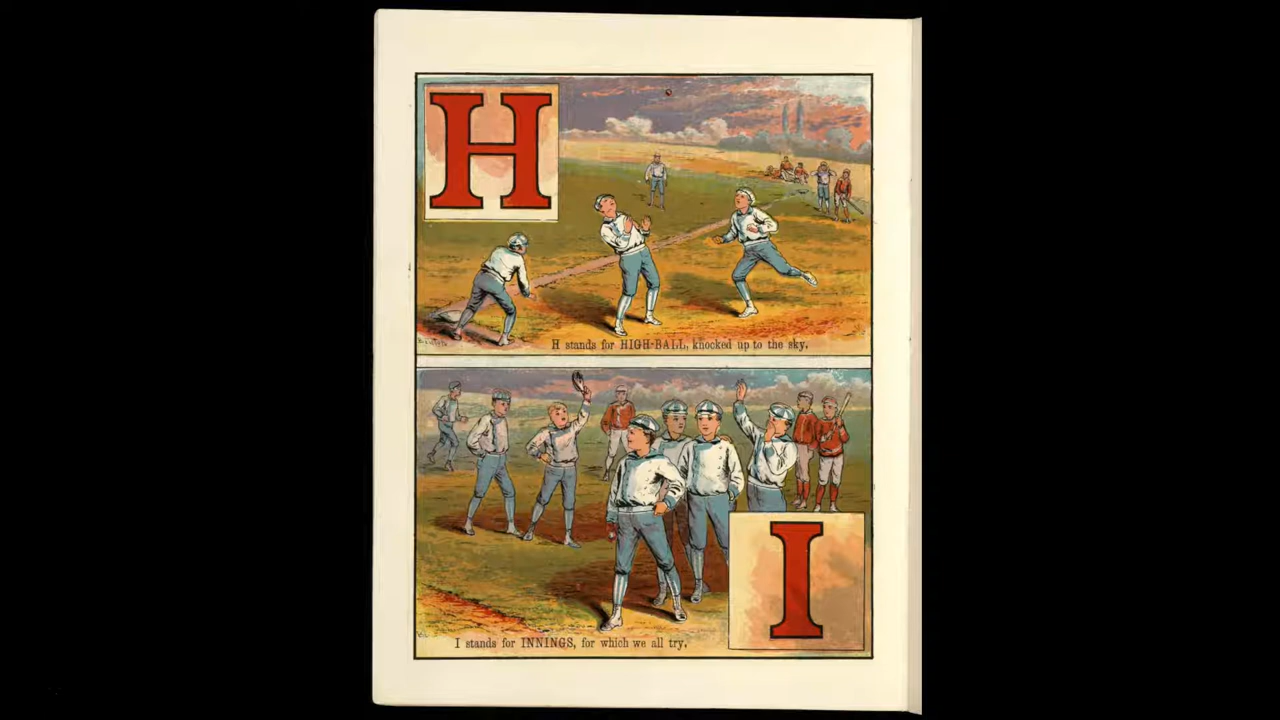 H
H stands for HIGH-BALL, knocked up to the sky.
I stands for INNINGS, for which we all try.
I